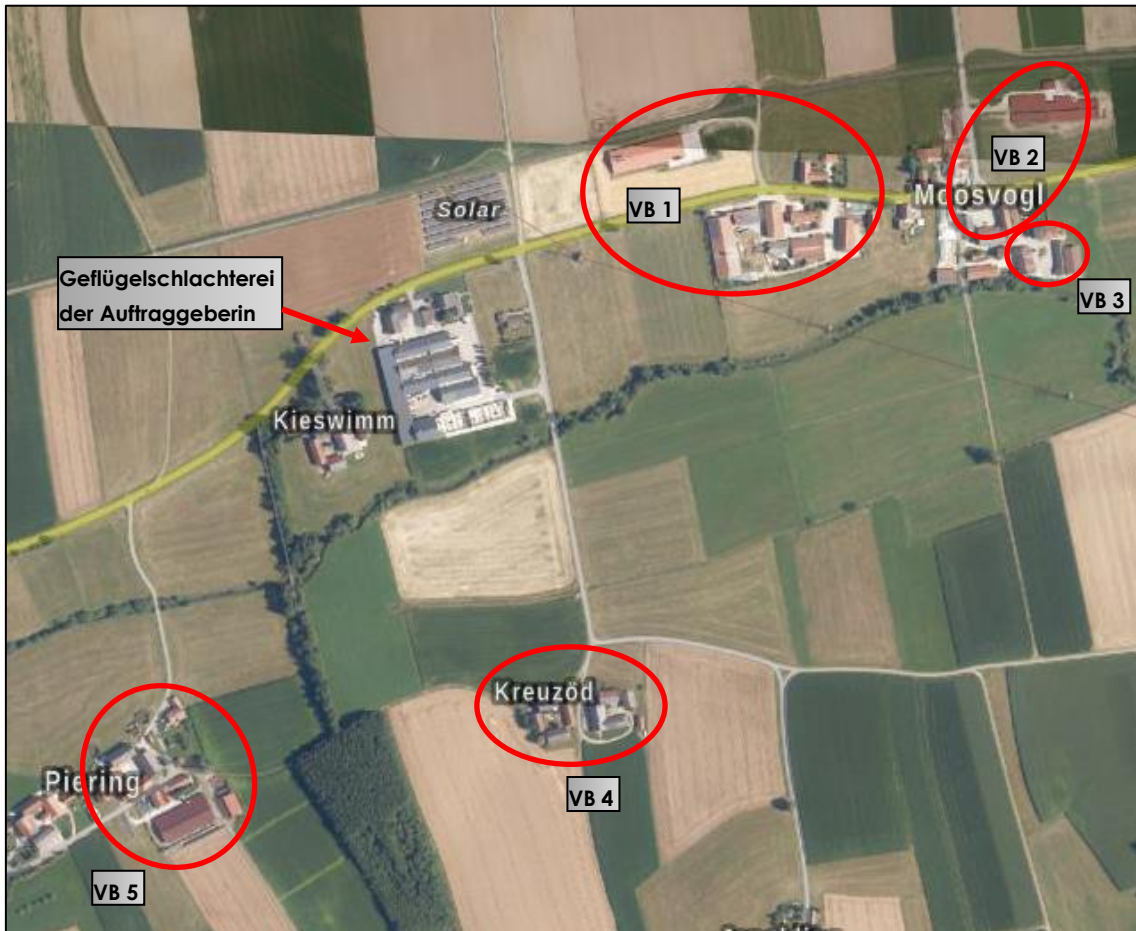 VB 2
Moosvogl
VB 1
Solar
Geflügelschlachterei
der Auftraggeberin
VB 3
Kieswimm
Kreuzöd
Piering
VB 4
VB 5